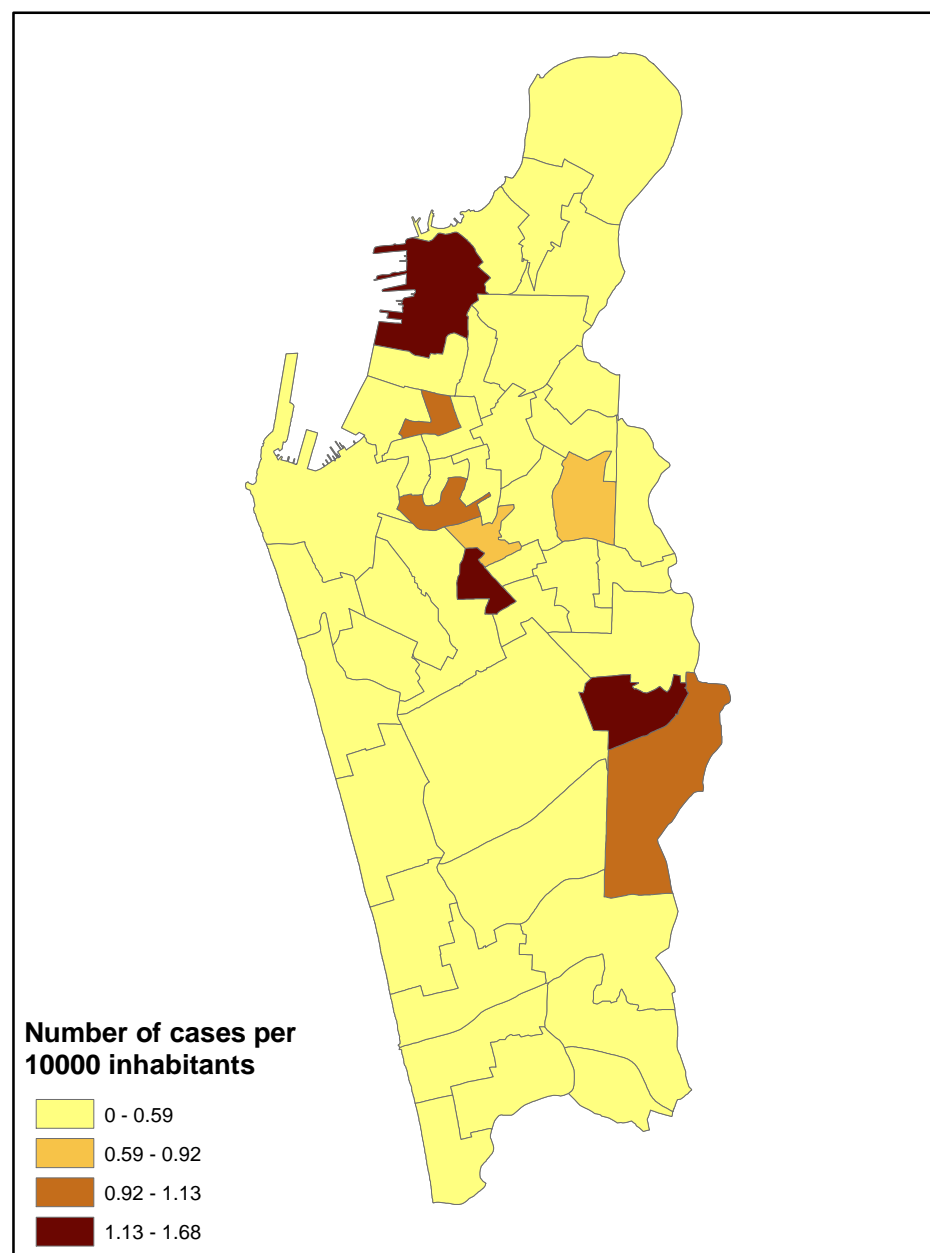 Number of cases per
10000 inhabitants
0 - 0.59
0.59 - 0.92
0.92 - 1.13
1.13 - 1.68